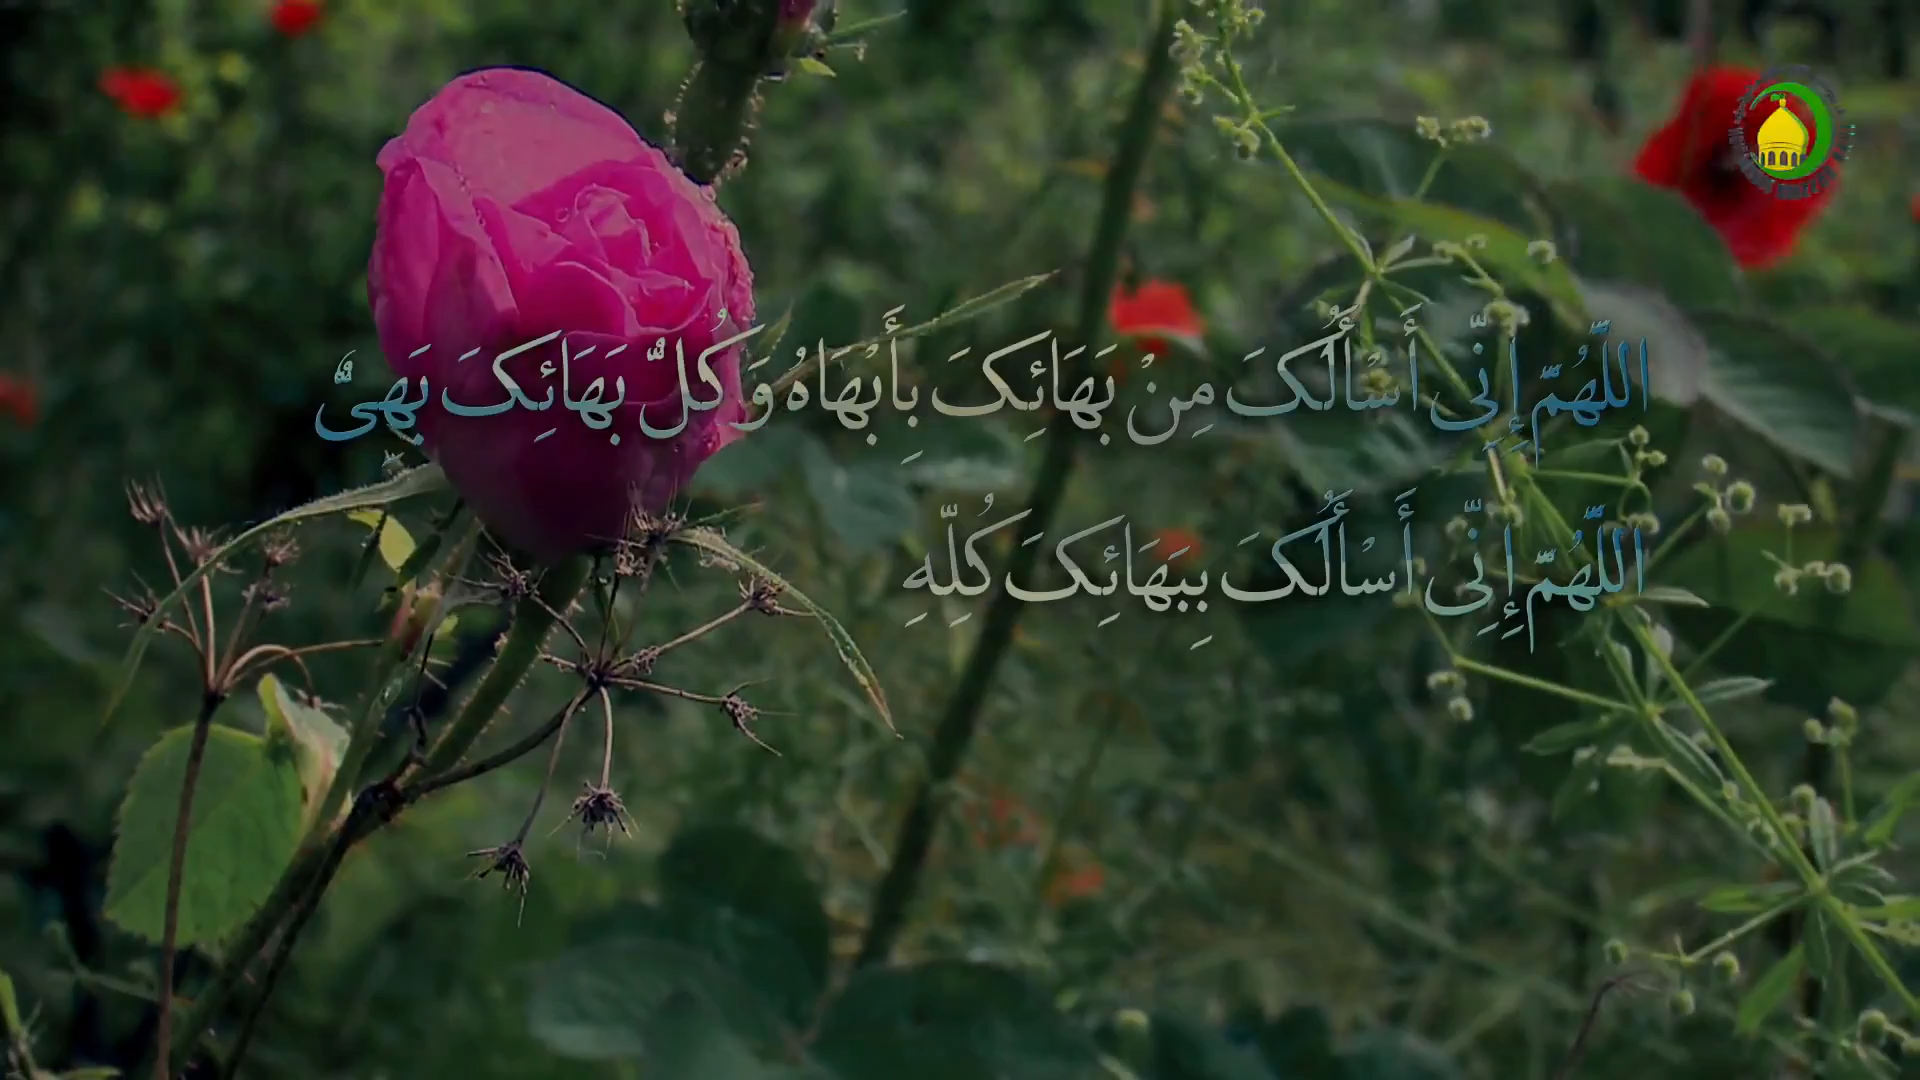 اللَّهُمَّ إِنِّی أَسْأَلُکَ مِنْ بَهَائِکَ بِأَبْهَاهُ وَ کُلُّ بَهَائِکَ بَهِیٌّ
اللَّهُمَّ إِنِّی أَسْأَلُکَ بِبَهَائِکَ کُلِّهِ